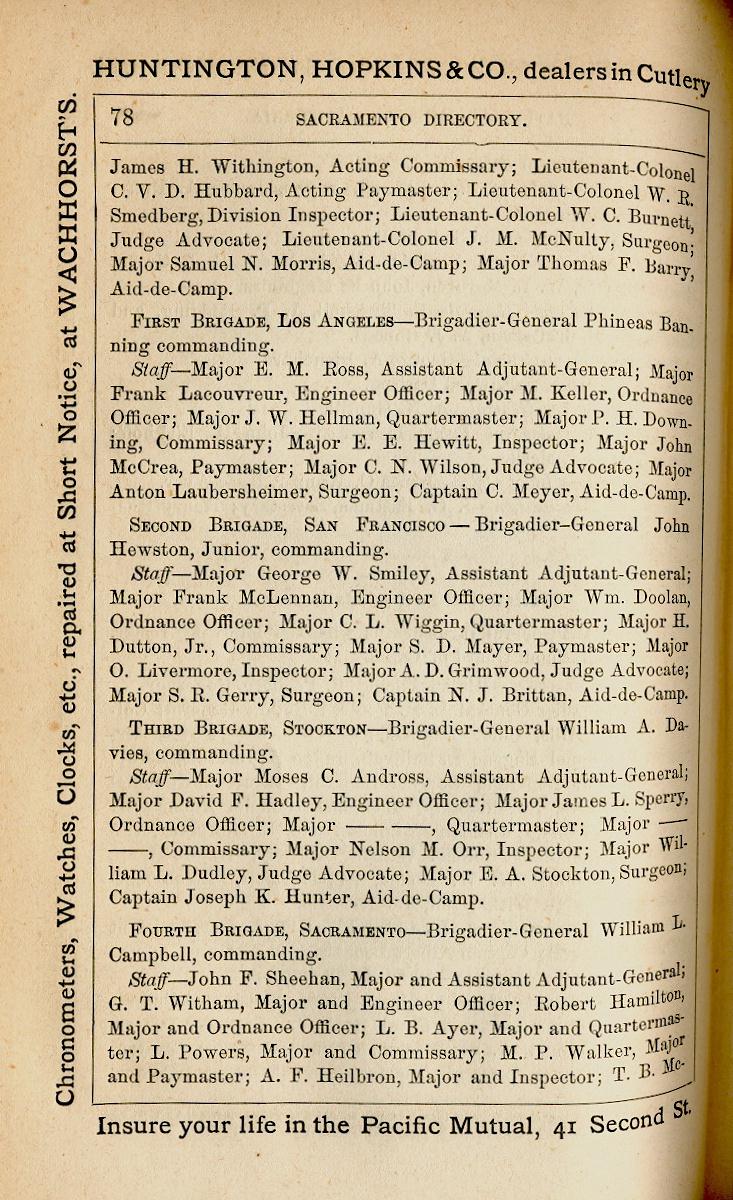 HUNTINGTON, HOPKINS & CO., dealers in Cutlery
Chronometers, Watches, Clocks, etc., repaired at Short Notice, at WACHHORST'S.
78 SACRAMENTO DIRECTORY.
James H. Withington, Acting Commissary; Lieutenant-Colonel
C. V. D. Hubbard, Acting Paymaster; Lieutenant-Colonel W. R.
Smedberg, Division Inspector; Lieutenant-Colonel W. C. Burnett,
Judge Advocate; Lieutenant-Colonel J. M. McNulty, Surgeon;
Major Samuel N. Morris, Aid-de-Camp; Major Thomas F. Barry,
Aid-de-Camp.
FIRST BRIGADE, LOS ANGELES—Brigadier-General Phineas Ban-
ning commanding.
Staff—Major E. M. Ross, Assistant Adjutant-General; Major
Frank Lacouvreur, Engineer Officer; Major M. Keller, Ordnance
Officer; Major J. W. Hellman, Quartermaster; Major P. H. Down-
ing, Commissary; Major E. E. Hewitt, Inspector; Major John
McCrea, Paymaster; Major C. N. Wilson, Judge Advocate; Major
Anton Laubersheimer, Surgeon; Captain C. Meyer, Aid-de-Camp.
SECOND BRIGADE, SAN FRANCISCO—Brigadier-General John
Hewston, Junior, commanding.
Staff—Major George W. Smiley, Assistant Adjutant-General;
Major Frank McLennan, Engineer Officer; Major Wm. Doolan,
Ordnance Officer; Major C. L. Wiggin, Quartermaster; Major H.
Dutton, Jr., Commissary; Major S. D. Mayer, Paymaster; Major
O. Livermore, Inspector; Major A. D. Grimwood, Judge Advocate;
Major S. R. Gerry, Surgeon; Captain N. J. Brittan, Aid-de-Camp.
THIRD BRIGADE, STOCKTON—Brigadier-General William A. Da-
vies, commanding.
Staff—Major Moses C. Andross, Assistant Adjutant-General;
Major David F. Hadley, Engineer Officer; Major James L. Sperry,
Ordnance Officer; Major —— ——, Quartermaster; Major ——
——, Commissary; Major Nelson M. Orr, Inspector; Major Wil-
liam L. Dudley, Judge Advocate; Major E. A. Stockton, Surgeon;
Captain Joseph K. Hunter, Aid-de-Camp.
FOURTH BRIGADE, SACRAMENTO—Brigadier-General William L.
Campbell, commanding.
Staff—John F. Sheehan, Major and Assistant Adjutant-General;
G. T. Witham, Major and Engineer Officer; Robert Hamilton,
Major and Ordnance Officer; L. B. Ayer, Major and Quartermas-
ter; L. Powers, Major and Commissary; M. P. Walker, Major
and Paymaster; A. F. Heilbron, Major and Inspector; T. B. Mc-
Insure your life in the Pacific Mutual, 41 Second St.